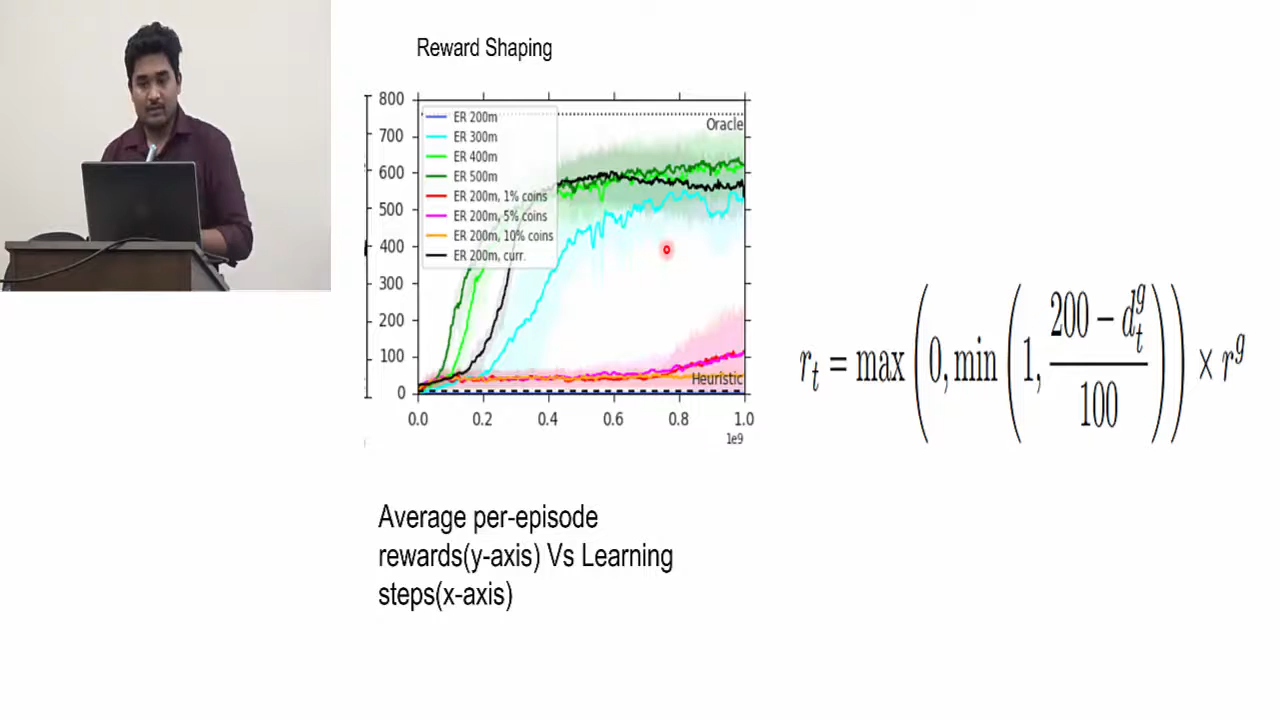 Reward Shaping
800
700
600
500
400
300
200
100
0
ER 200m
ER 300m
ER 400m
ER 500m
ER 200m, 1% coins
ER 200m, 5% coins
ER 200m, 10% coins
ER 200m, curr.
Oracle
Heuristic
0.0 0.2 0.4 0.6 0.8 1.0
1e9
r_t = max(0, min(1, (200 − d_t^g)/100)) × r^g
Average per-episode
rewards(y-axis) Vs Learning
steps(x-axis)